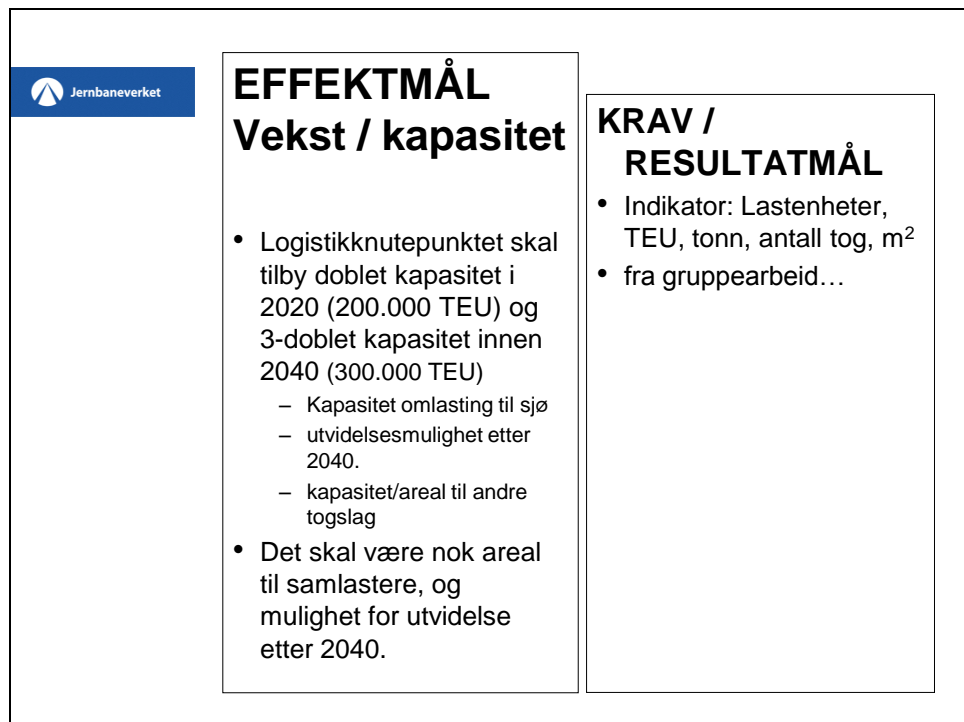 Jernbaneverket
EFFEKTMÅL
Vekst / kapasitet
• Logistikknutepunktet skal
tilby doblet kapasitet i
2020 (200.000 TEU) og
3-doblet kapasitet innen
2040 (300.000 TEU)
– Kapasitet omlasting til sjø
– utvidelsesmulighet etter
2040.
– kapasitet/areal til andre
togslag
• Det skal være nok areal
til samlastere, og
mulighet for utvidelse
etter 2040.
KRAV /
RESULTATMÅL
• Indikator: Lastenheter,
TEU, tonn, antall tog, m²
• fra gruppearbeid…